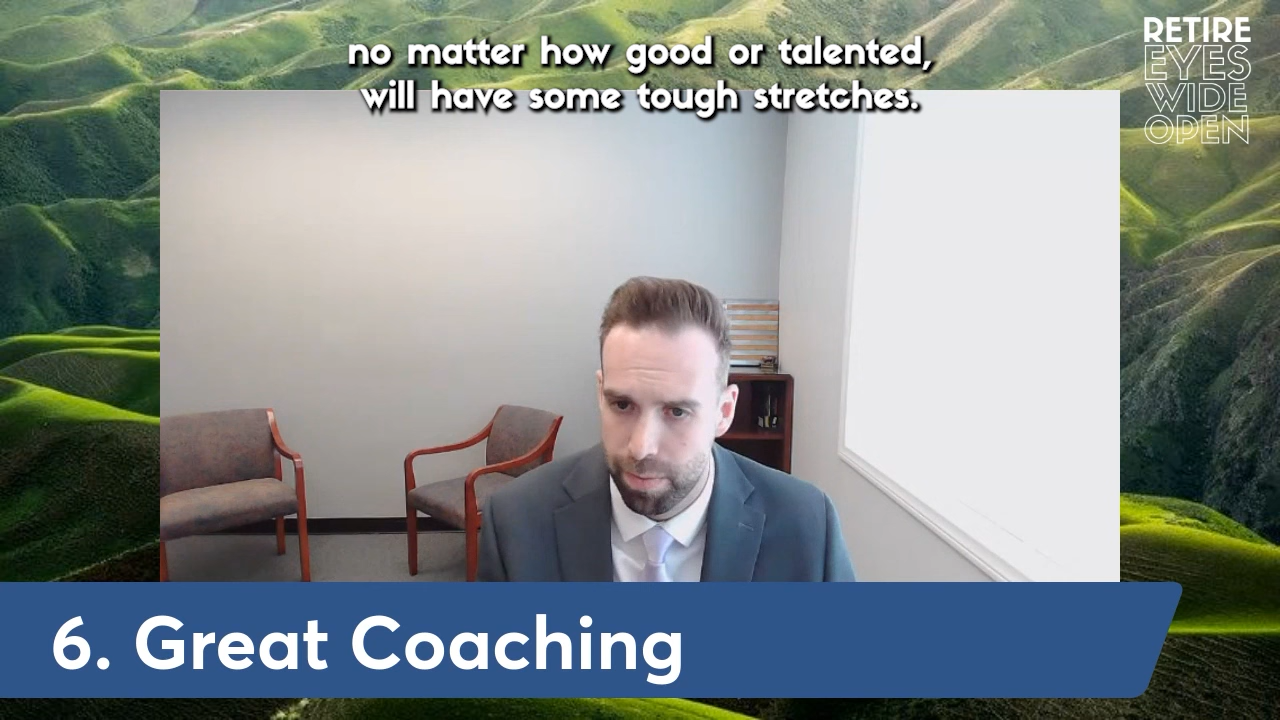 no matter how good or talented,
will have some tough stretches.
RETIRE
EYES
WIDE
OPEN
6. Great Coaching